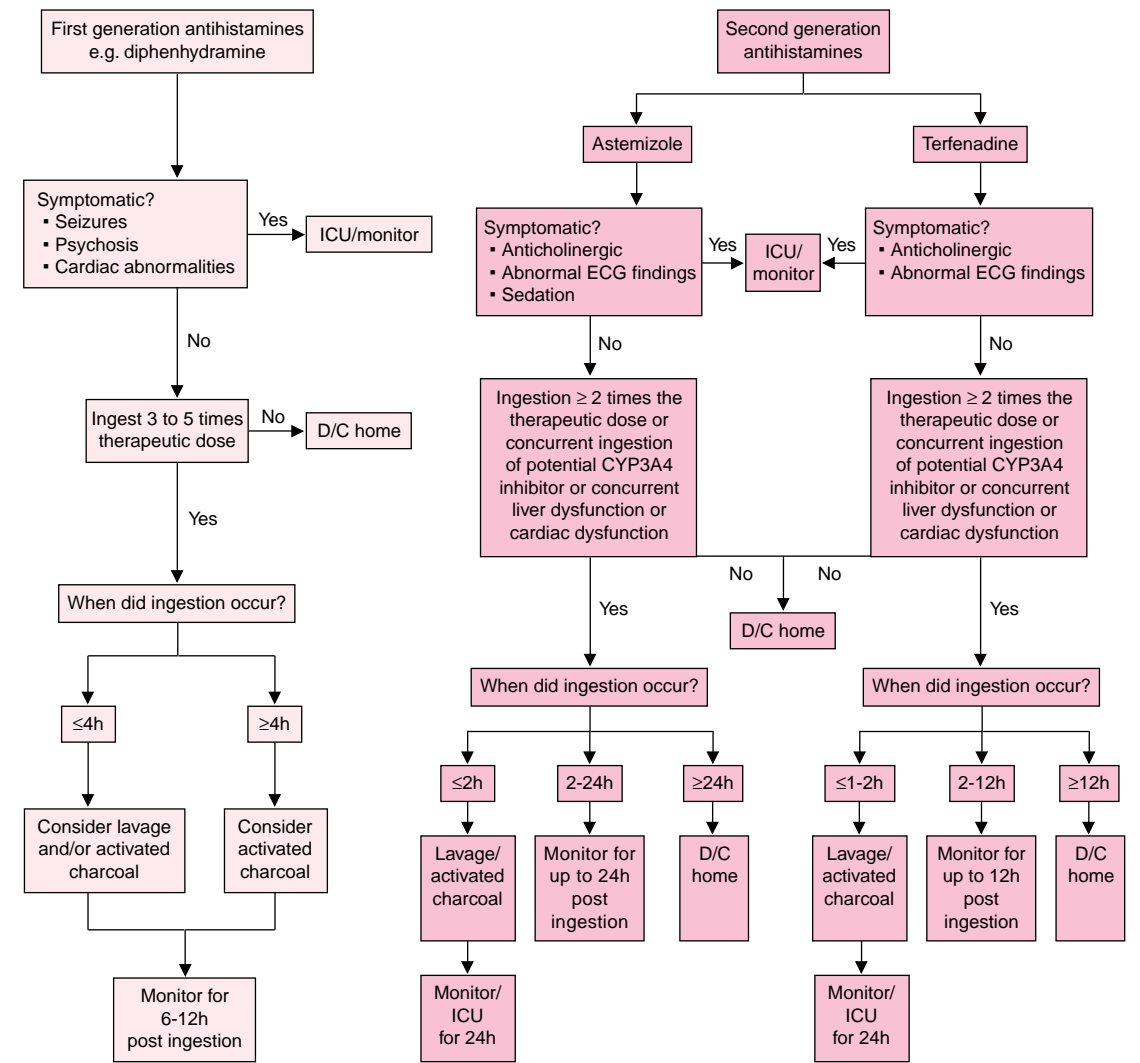 First generation antihistamines
e.g. diphenhydramine
Symptomatic?
▪ Seizures
▪ Psychosis
▪ Cardiac abnormalities
Yes
ICU/monitor
No
Ingest 3 to 5 times
therapeutic dose
No
D/C home
Yes
When did ingestion occur?
≤4h
≥4h
Consider lavage
and/or activated
charcoal
Consider
activated
charcoal
Monitor for
6-12h
post ingestion
Second generation
antihistamines
Astemizole
Terfenadine
Symptomatic?
▪ Anticholinergic
▪ Abnormal ECG findings
▪ Sedation
Yes
ICU/
monitor
Yes
Symptomatic?
▪ Anticholinergic
▪ Abnormal ECG findings
No
No
Ingestion ≥ 2 times the
therapeutic dose or
concurrent ingestion
of potential CYP3A4
inhibitor or concurrent
liver dysfunction or
cardiac dysfunction
Ingestion ≥ 2 times the
therapeutic dose or
concurrent ingestion
of potential CYP3A4
inhibitor or concurrent
liver dysfunction or
cardiac dysfunction
No
No
D/C home
Yes
Yes
When did ingestion occur?
≤2h
2-24h
≥24h
Lavage/
activated
charcoal
Monitor for
up to 24h
post
ingestion
D/C
home
Monitor/
ICU
for 24h
When did ingestion occur?
≤1-2h
2-12h
≥12h
Lavage/
activated
charcoal
Monitor for
up to 12h
post
ingestion
D/C
home
Monitor/
ICU
for 24h